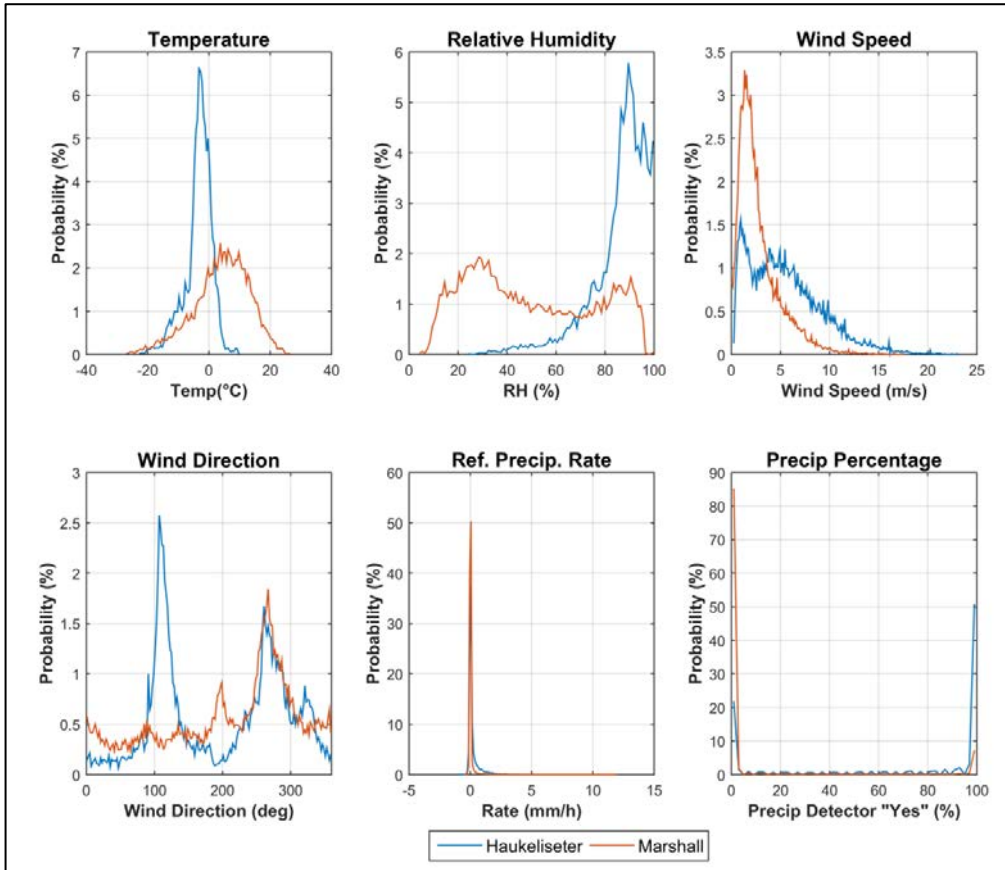 Temperature
Probability (%)
7
6
5
4
3
2
1
0
-40 -20 0 20 40
Temp(°C)
Relative Humidity
Probability (%)
6
5
4
3
2
1
0
0 20 40 60 80 100
RH (%)
Wind Speed
Probability (%)
3.5
3
2.5
2
1.5
1
0.5
0
0 5 10 15 20 25
Wind Speed (m/s)
Wind Direction
Probability (%)
3
2.5
2
1.5
1
0.5
0
0 100 200 300
Wind Direction (deg)
Ref. Precip. Rate
Probability (%)
60
50
40
30
20
10
0
-5 0 5 10 15
Rate (mm/h)
Precip Percentage
Probability (%)
90
80
70
60
50
40
30
20
10
0
0 20 40 60 80 100
Precip Detector "Yes" (%)
Haukeliseter Marshall